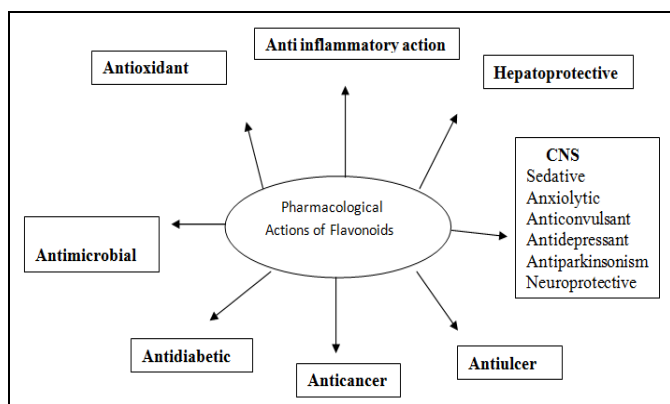 Anti inflammatory action
Antioxidant
Hepatoprotective
CNS
Sedative
Anxiolytic
Anticonvulsant
Antidepressant
Antiparkinsonism
Neuroprotective
Pharmacological
Actions of Flavonoids
Antimicrobial
Antidiabetic
Anticancer
Antiulcer